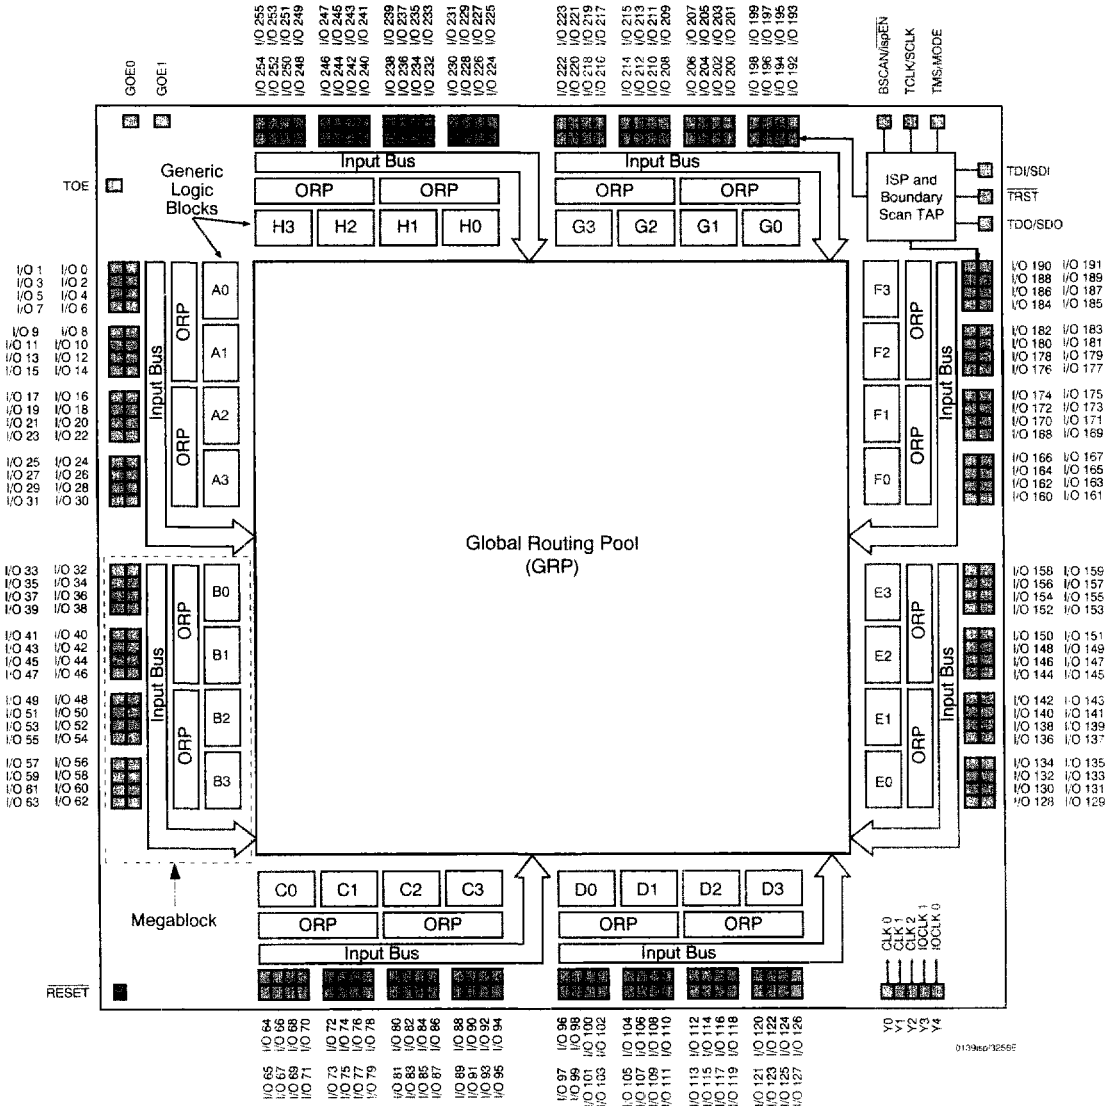 I/O 255 I/O 253 I/O 251 I/O 249
I/O 247 I/O 245 I/O 243 I/O 241
I/O 239 I/O 237 I/O 235 I/O 233
I/O 231 I/O 229 I/O 227 I/O 225
I/O 223 I/O 221 I/O 219 I/O 217
I/O 215 I/O 213 I/O 211 I/O 209
I/O 207 I/O 205 I/O 203 I/O 201
I/O 199 I/O 197 I/O 195 I/O 193
I/O 254 I/O 252 I/O 250 I/O 248
I/O 246 I/O 244 I/O 242 I/O 240
I/O 238 I/O 236 I/O 234 I/O 232
I/O 230 I/O 228 I/O 226 I/O 224
I/O 222 I/O 220 I/O 218 I/O 216
I/O 214 I/O 212 I/O 210 I/O 208
I/O 206 I/O 204 I/O 202 I/O 200
I/O 198 I/O 196 I/O 194 I/O 192
GOE0
GOE1
BSCAN/ispEN
TCLK/SCLK
TMS/MODE
TOE
Generic
Logic
Blocks
Input Bus
ORP ORP
H3 H2 H1 H0
Input Bus
ORP ORP
G3 G2 G1 G0
ISP and
Boundary
Scan TAP
TDI/SDI
TRST
TDO/SDO
I/O 1 I/O 0
I/O 3 I/O 2
I/O 5 I/O 4
I/O 7 I/O 6
I/O 9 I/O 8
I/O 11 I/O 10
I/O 13 I/O 12
I/O 15 I/O 14
I/O 17 I/O 16
I/O 19 I/O 18
I/O 21 I/O 20
I/O 23 I/O 22
I/O 25 I/O 24
I/O 27 I/O 26
I/O 29 I/O 28
I/O 31 I/O 30
Input Bus
ORP
ORP
A0
A1
A2
A3
Global Routing Pool
(GRP)
F3
F2
F1
F0
ORP
ORP
Input Bus
I/O 190 I/O 191
I/O 188 I/O 189
I/O 186 I/O 187
I/O 184 I/O 185
I/O 182 I/O 183
I/O 180 I/O 181
I/O 178 I/O 179
I/O 176 I/O 177
I/O 174 I/O 175
I/O 172 I/O 173
I/O 170 I/O 171
I/O 168 I/O 169
I/O 166 I/O 167
I/O 164 I/O 165
I/O 162 I/O 163
I/O 160 I/O 161
I/O 33 I/O 32
I/O 35 I/O 34
I/O 37 I/O 36
I/O 39 I/O 38
I/O 41 I/O 40
I/O 43 I/O 42
I/O 45 I/O 44
I/O 47 I/O 46
I/O 49 I/O 48
I/O 51 I/O 50
I/O 53 I/O 52
I/O 55 I/O 54
I/O 57 I/O 56
I/O 59 I/O 58
I/O 61 I/O 60
I/O 63 I/O 62
Input Bus
ORP
ORP
B0
B1
B2
B3
E3
E2
E1
E0
ORP
ORP
Input Bus
I/O 158 I/O 159
I/O 156 I/O 157
I/O 154 I/O 155
I/O 152 I/O 153
I/O 150 I/O 151
I/O 148 I/O 149
I/O 146 I/O 147
I/O 144 I/O 145
I/O 142 I/O 143
I/O 140 I/O 141
I/O 138 I/O 139
I/O 136 I/O 137
I/O 134 I/O 135
I/O 132 I/O 133
I/O 130 I/O 131
I/O 128 I/O 129
Megablock
C0 C1 C2 C3
ORP ORP
Input Bus
D0 D1 D2 D3
ORP ORP
Input Bus
CLK 0
CLK 1
CLK 2
IOCLK 1
IOCLK 0
RESET
Y0
Y1
Y2
Y3
Y4
I/O 64 I/O 66 I/O 68 I/O 70
I/O 72 I/O 74 I/O 76 I/O 78
I/O 80 I/O 82 I/O 84 I/O 86
I/O 88 I/O 90 I/O 92 I/O 94
I/O 96 I/O 98 I/O 100 I/O 102
I/O 104 I/O 106 I/O 108 I/O 110
I/O 112 I/O 114 I/O 116 I/O 118
I/O 120 I/O 122 I/O 124 I/O 126
I/O 65 I/O 67 I/O 69 I/O 71
I/O 73 I/O 75 I/O 77 I/O 79
I/O 81 I/O 83 I/O 85 I/O 87
I/O 89 I/O 91 I/O 93 I/O 95
I/O 97 I/O 99 I/O 101 I/O 103
I/O 105 I/O 107 I/O 109 I/O 111
I/O 113 I/O 115 I/O 117 I/O 119
I/O 121 I/O 123 I/O 125 I/O 127